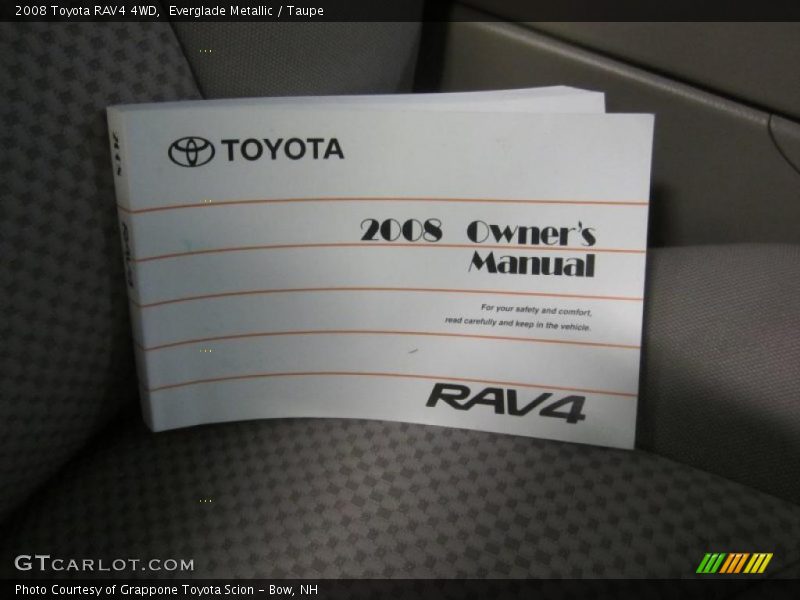 2008 Toyota RAV4 4WD,  Everglade Metallic / Taupe
TOYOTA
2008 Owner's
Manual
For your safety and comfort,
read carefully and keep in the vehicle.
RAV4
GTCARLOT.COM
Photo Courtesy of Grappone Toyota Scion - Bow, NH